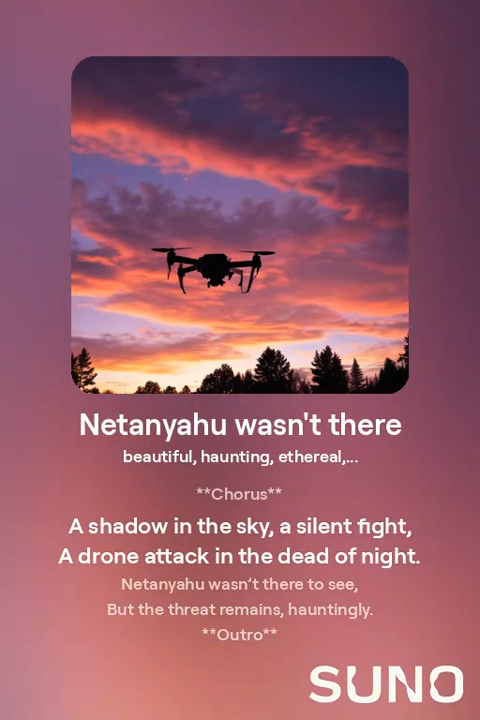 Netanyahu wasn't there
beautiful, haunting, ethereal,...
**Chorus**
A shadow in the sky, a silent fight,
A drone attack in the dead of night.
Netanyahu wasn’t there to see,
But the threat remains, hauntingly.
**Outro**
SUNO